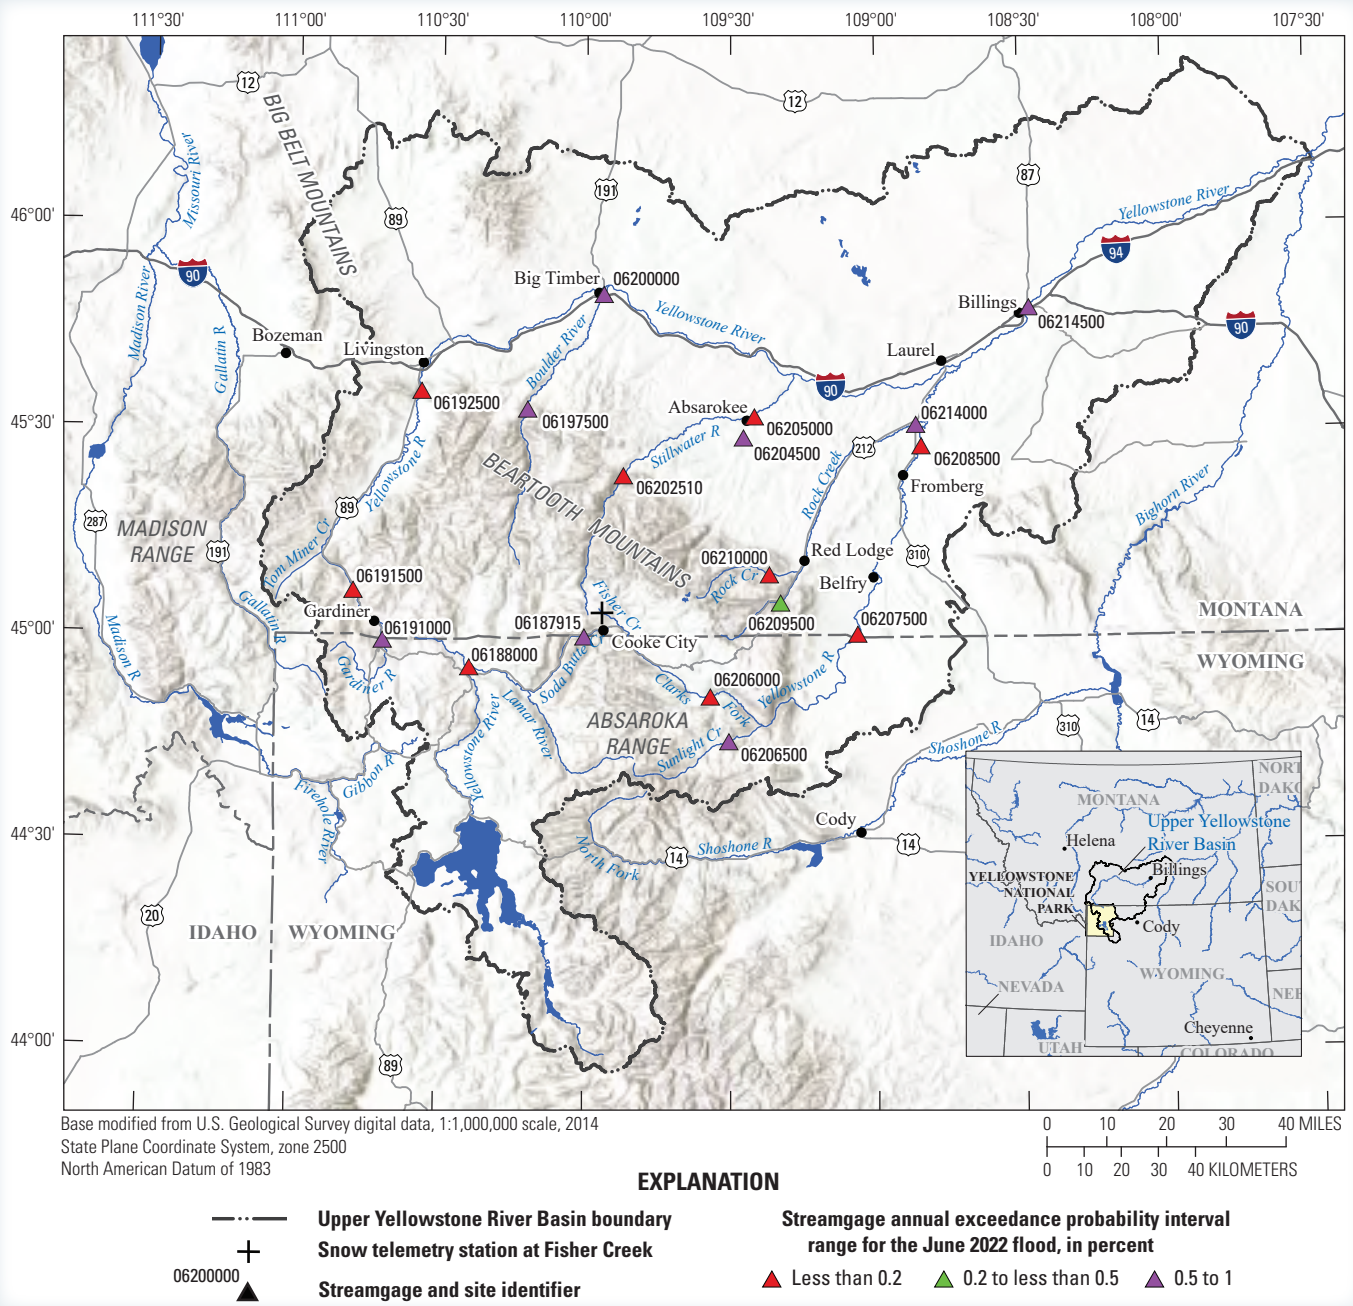 111°30' 111°00' 110°30' 110°00' 109°30' 109°00' 108°30' 108°00' 107°30'
12
12
BIG BELT MOUNTAINS
Missouri River
191
87
89
46°00'
Yellowstone River
94
90
Madison River
Big Timber
06200000
Billings
06214500
90
Yellowstone River
Bozeman
Gallatin R
Livingston
Boulder River
Laurel
90
06192500
Absarokee
06214000
45°30'
06197500
06205000
Stillwater R
06204500
212
06208500
Yellowstone R
BEARTOOTH MOUNTAINS
06202510
Rock Creek
Fromberg
Bighorn River
89
287
MADISON
RANGE
191
Tom Miner Cr
310
Red Lodge
06210000
Belfry
06191500
Rock Cr
Gallatin R
Gardiner
Fisher Cr
MONTANA
Madison R
06191000
06187915
06209500
06207500
45°00'
Cooke City
WYOMING
06188000
Soda Butte Cr
Gardiner R
06206000
Clarks
Fork
Yellowstone R
Lamar River
Yellowstone River
ABSAROKA
RANGE
310
14
Sunlight Cr
06206500
Shoshone R
Gibbon R
Firehole River
Cody
44°30'
North Fork
Shoshone R
14
14
20
IDAHO
WYOMING
44°00'
89
NORT
DAKO
MONTANA
Upper Yellowstone
River Basin
Helena
Billings
YELLOWSTONE
NATIONAL
PARK
SOU
DAK
Cody
IDAHO
WYOMING
NEVADA
NEB
Cheyenne
UTAH
COLORADO
Base modified from U.S. Geological Survey digital data, 1:1,000,000 scale, 2014
State Plane Coordinate System, zone 2500
North American Datum of 1983
0 10 20 30 40 MILES
0 10 20 30 40 KILOMETERS
EXPLANATION
Upper Yellowstone River Basin boundary
Snow telemetry station at Fisher Creek
06200000
Streamgage and site identifier
Streamgage annual exceedance probability interval
range for the June 2022 flood, in percent
Less than 0.2
0.2 to less than 0.5
0.5 to 1